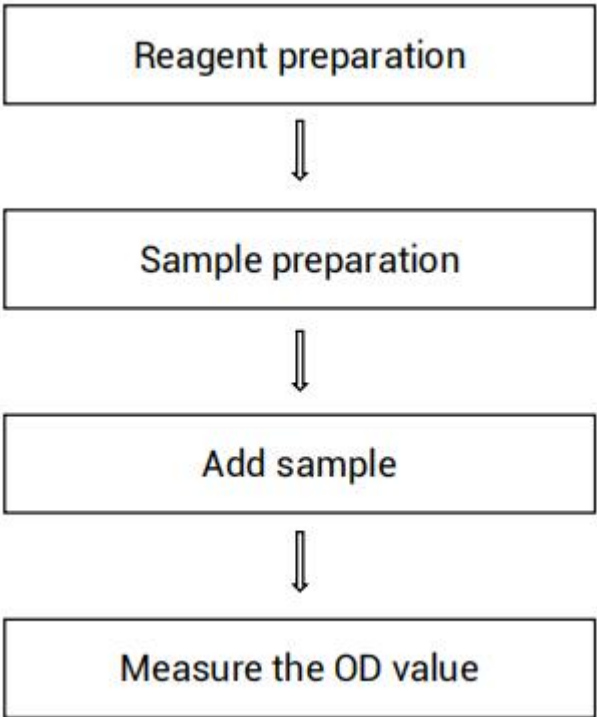 Reagent preparation
Sample preparation
Add sample
Measure the OD value